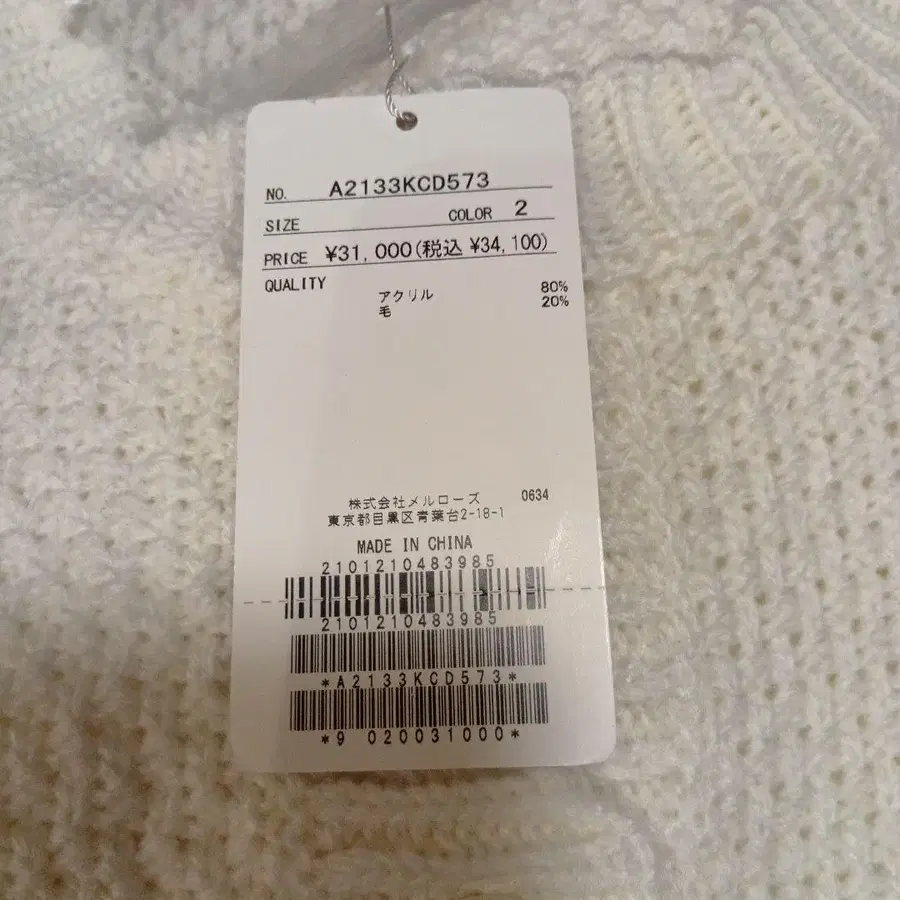 NO. A2133KCD573
SIZE COLOR 2
PRICE ¥31,000(税込 ¥34,100)
QUALITY
アクリル 80%
毛 20%
株式会社メルローズ 0634
東京都目黒区青葉台2-18-1
MADE IN CHINA
2101210483985
2101210483985
*A2133KCD573*
*9 020031000*